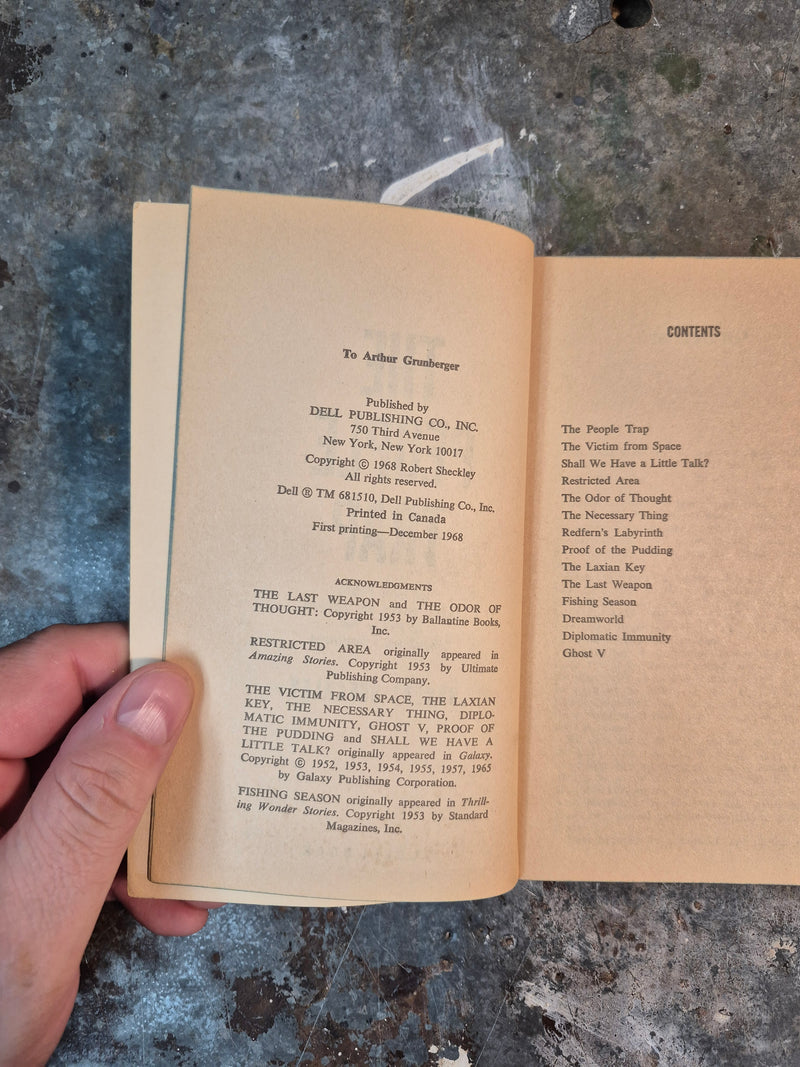 To Arthur Grunberger
Published by
DELL PUBLISHING CO., INC.
750 Third Avenue
New York, New York 10017
Copyright © 1968 Robert Sheckley
All rights reserved.
Dell ® TM 681510, Dell Publishing Co., Inc.
Printed in Canada
First printing—December 1968
ACKNOWLEDGMENTS
THE LAST WEAPON and THE ODOR OF
THOUGHT: Copyright 1953 by Ballantine Books,
Inc.
RESTRICTED AREA originally appeared in
Amazing Stories. Copyright 1953 by Ultimate
Publishing Company.
THE VICTIM FROM SPACE, THE LAXIAN
KEY, THE NECESSARY THING, DIPLO-
MATIC IMMUNITY, GHOST V, PROOF OF
THE PUDDING and SHALL WE HAVE A
LITTLE TALK? originally appeared in Galaxy.
Copyright © 1952, 1953, 1954, 1955, 1957, 1965
by Galaxy Publishing Corporation.
FISHING SEASON originally appeared in Thrill-
ing Wonder Stories. Copyright 1953 by Standard
Magazines, Inc.
CONTENTS
The People Trap
The Victim from Space
Shall We Have a Little Talk?
Restricted Area
The Odor of Thought
The Necessary Thing
Redfern's Labyrinth
Proof of the Pudding
The Laxian Key
The Last Weapon
Fishing Season
Dreamworld
Diplomatic Immunity
Ghost V